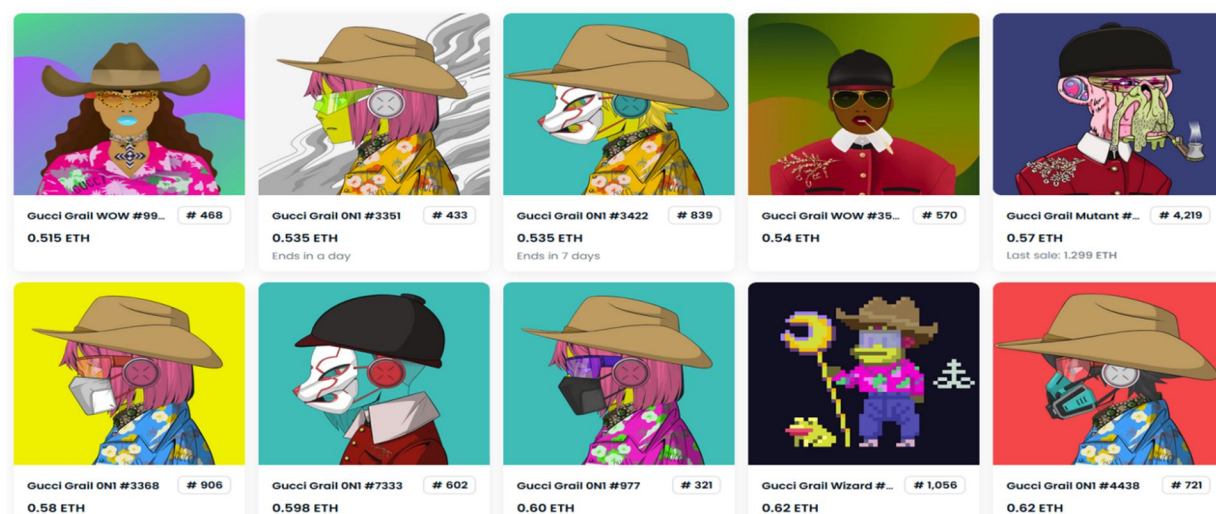 Gucci Grail WOW #99... # 468
0.515 ETH
Gucci Grail 0N1 #3351 # 433
0.535 ETH
Ends in a day
Gucci Grail 0N1 #3422 # 839
0.535 ETH
Ends in 7 days
Gucci Grail WOW #35... # 570
0.54 ETH
Gucci Grail Mutant #... # 4,219
0.57 ETH
Last sale: 1.299 ETH
Gucci Grail 0N1 #3368 # 906
0.58 ETH
Gucci Grail 0N1 #7333 # 602
0.598 ETH
Gucci Grail 0N1 #977 # 321
0.60 ETH
Gucci Grail Wizard #... # 1,056
0.62 ETH
Gucci Grail 0N1 #4438 # 721
0.62 ETH